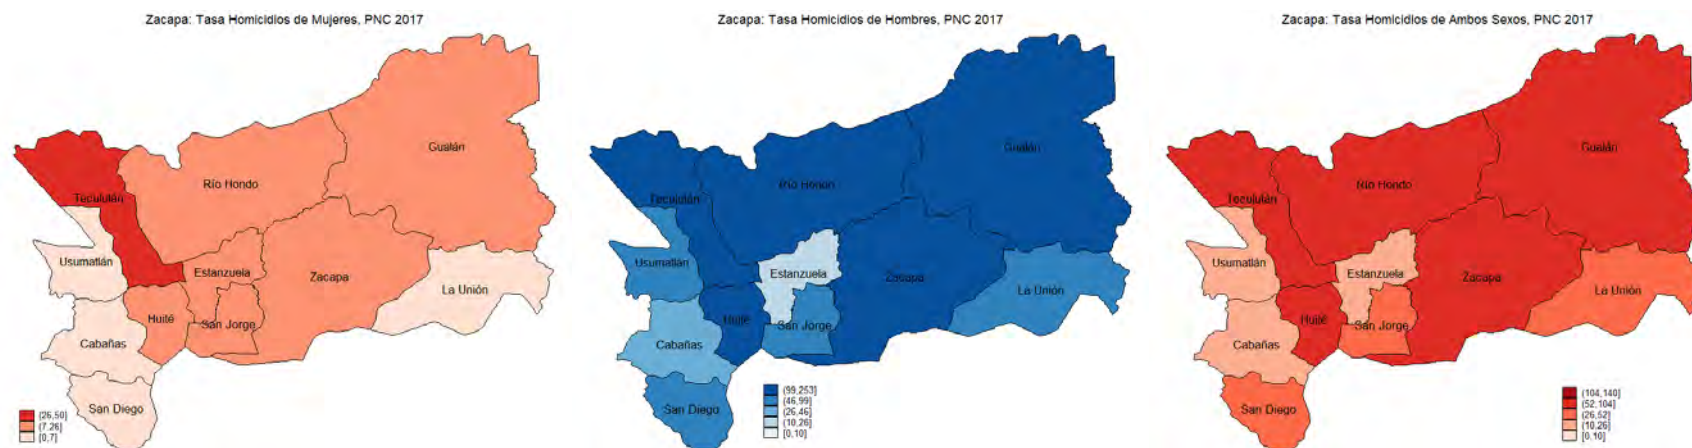 Zacapa: Tasa Homicidios de Mujeres, PNC 2017
Gualán
Río Hondo
Teculután
Usumatlán
Estanzuela
Zacapa
La Unión
Huité
San Jorge
Cabañas
San Diego
(26,50]
(7,26]
[0,7]
Zacapa: Tasa Homicidios de Hombres, PNC 2017
Gualán
Río Hondo
Teculután
Usumatlán
Estanzuela
Zacapa
La Unión
Huité
San Jorge
Cabañas
San Diego
(99,253]
(46,99]
(26,46]
(10,26]
[0,10]
Zacapa: Tasa Homicidios de Ambos Sexos, PNC 2017
Gualán
Río Hondo
Teculután
Usumatlán
Estanzuela
Zacapa
La Unión
Huité
San Jorge
Cabañas
San Diego
(104,140]
(52,104]
(26,52]
(10,26]
[0,10]